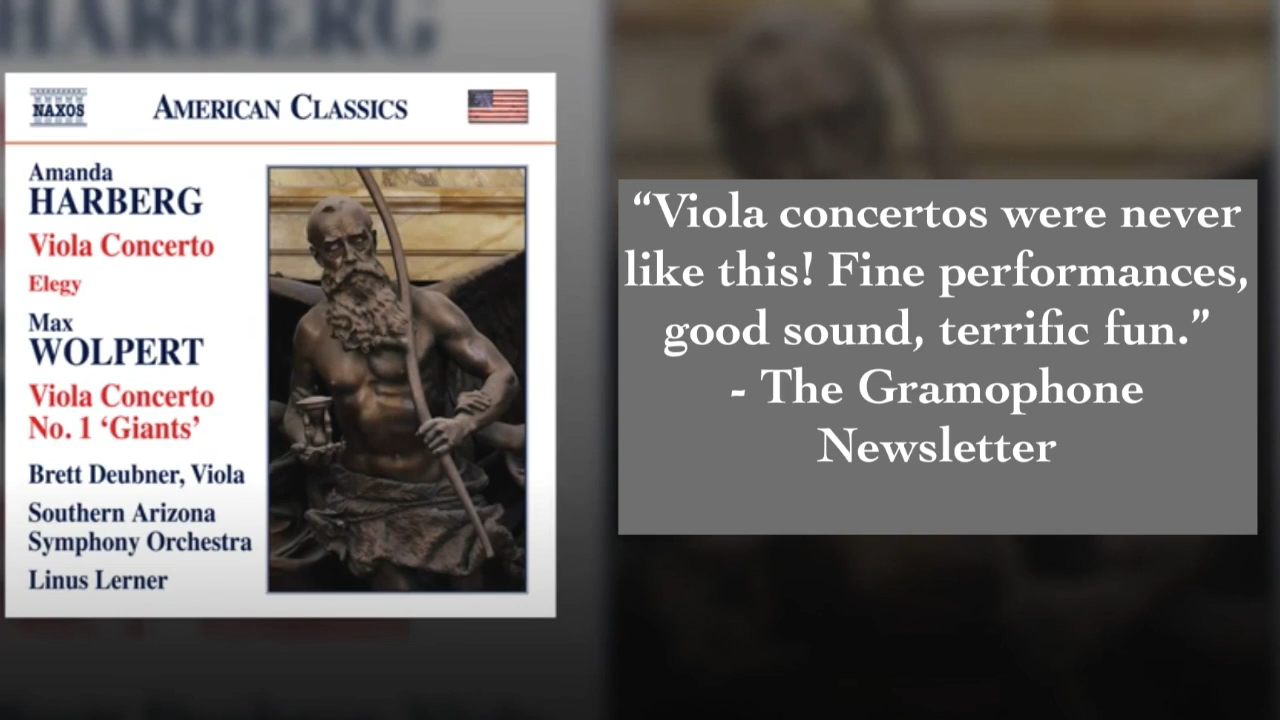 HARBERG
NAXOS
AMERICAN CLASSICS
Amanda
HARBERG
Viola Concerto
Elegy
Max
WOLPERT
Viola Concerto
No. 1 ‘Giants’
Brett Deubner, Viola
Southern Arizona
Symphony Orchestra
Linus Lerner
“Viola concertos were never
like this! Fine performances,
good sound, terrific fun.”
- The Gramophone
Newsletter